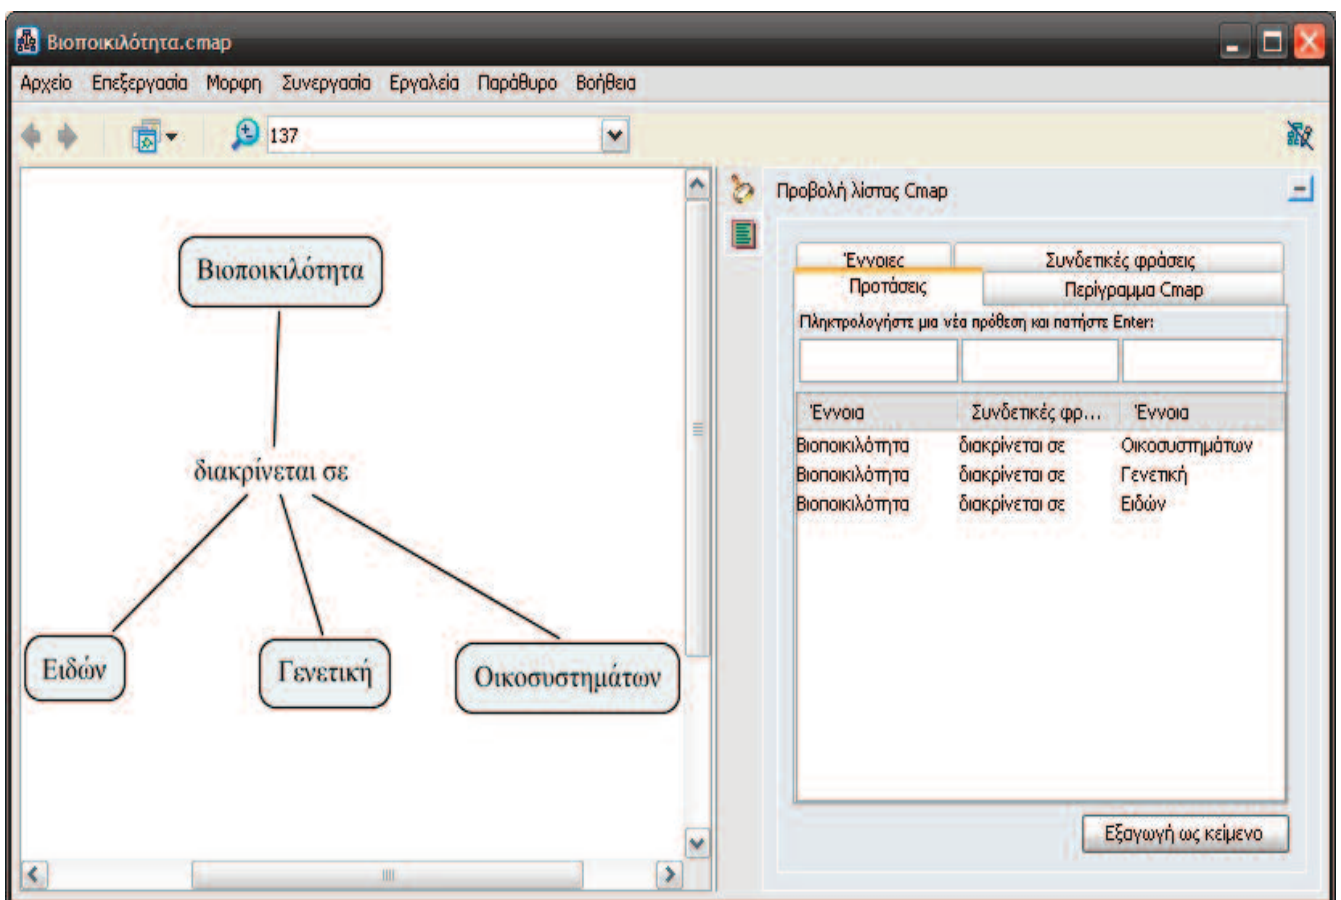 Βιοποικιλότητα.cmap
Αρχείο Επεξεργασία Μορφη Συνεργασία Εργαλεία Παράθυρο Βοήθεια
137
Βιοποικιλότητα
διακρίνεται σε
Ειδών Γενετική Οικοσυστημάτων
Προβολή λίστας Cmap
Έννοιες Συνδετικές φράσεις
Προτάσεις Περίγραμμα Cmap
Πληκτρολογήστε μια νέα πρόθεση και πατήστε Enter:
Έννοια Συνδετικές φρ... Έννοια
Βιοποικιλότητα διακρίνεται σε Οικοσυστημάτων
Βιοποικιλότητα διακρίνεται σε Γενετική
Βιοποικιλότητα διακρίνεται σε Ειδών
Εξαγωγή ως κείμενο